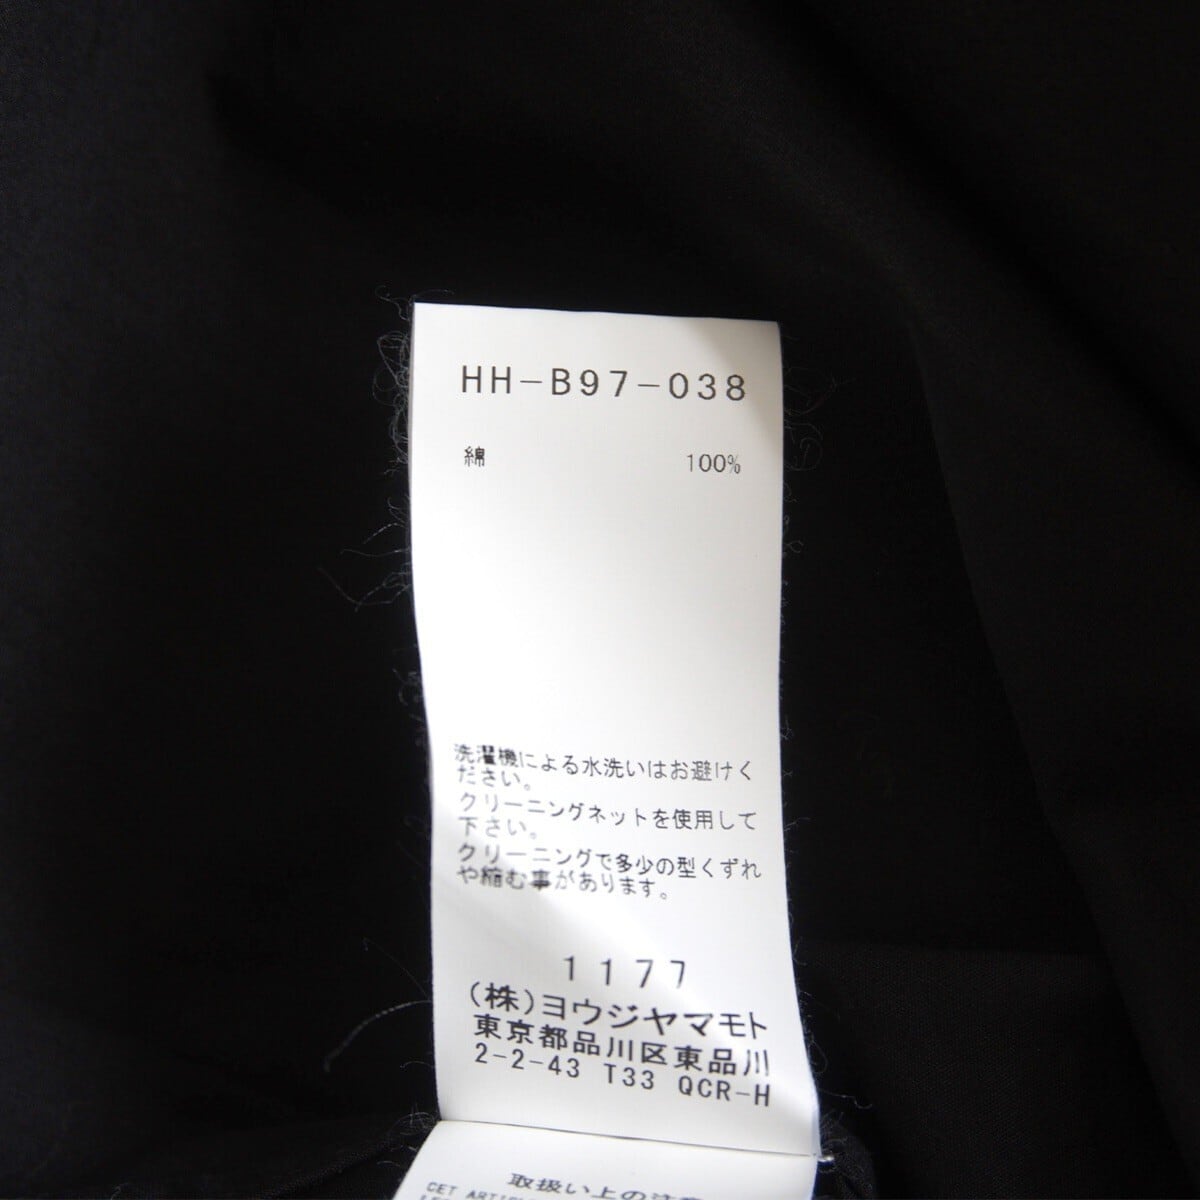 HH-B97-038
綿 100%
洗濯機による水洗いはお避けく
ださい。
クリーニングネットを使用して
下さい。
クリーニングで多少の型くずれ
や縮む事があります。
1177
(株)ヨウジヤマモト
東京都品川区東品川
2-2-43 T33 QCR-H
取扱い上の注意
CET ARTI